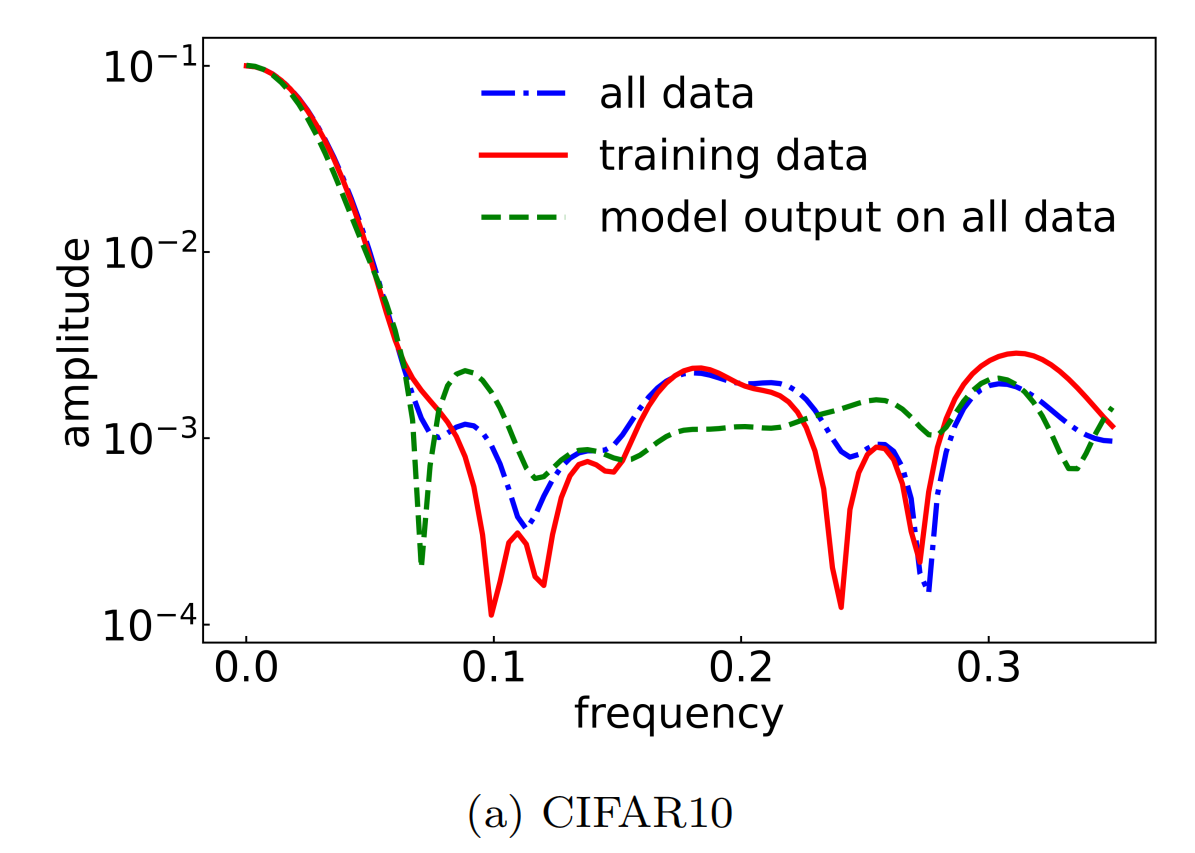 10⁻¹
10⁻²
10⁻³
10⁻⁴
amplitude
all data
training data
model output on all data
0.0 0.1 0.2 0.3
frequency
(a) CIFAR10